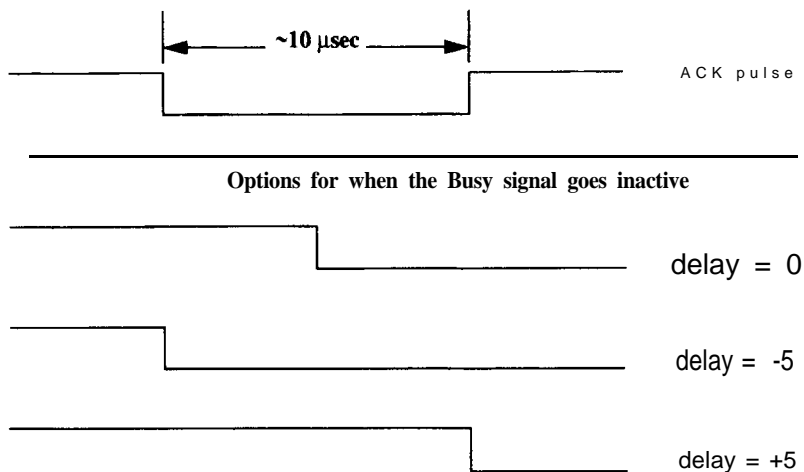 ~10 µsec
ACK pulse
Options for when the Busy signal goes inactive
delay = 0
delay = -5
delay = +5